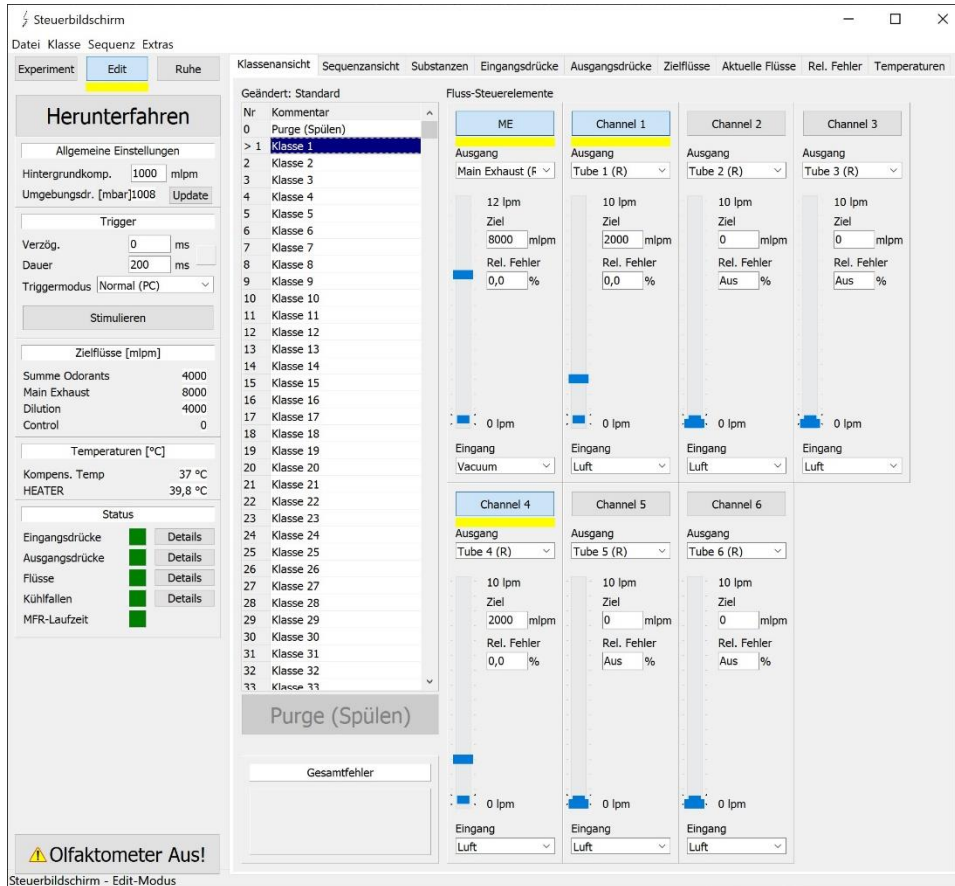 Steuerbildschirm
Datei Klasse Sequenz Extras
Experiment Edit Ruhe
Herunterfahren
Allgemeine Einstellungen
Hintergrundkomp. 1000 mlpm
Umgebungsdr. [mbar]1008 Update
Trigger
Verzög. 0 ms
Dauer 200 ms
Triggermodus Normal (PC)
Stimulieren
Zielflüsse [mlpm]
Summe Odorants 4000
Main Exhaust 8000
Dilution 4000
Control 0
Temperaturen [°C]
Kompens. Temp 37 °C
HEATER 39,8 °C
Status
Eingangsdrücke Details
Ausgangsdrücke Details
Flüsse Details
Kühlfallen Details
MFR-Laufzeit
Olfaktometer Aus!
Steuerbildschirm - Edit-Modus
Klassenansicht Sequenzansicht Substanzen Eingangsdrücke Ausgangsdrücke Zielflüsse Aktuelle Flüsse Rel. Fehler Temperaturen
Geändert: Standard
Nr Kommentar
0 Purge (Spülen)
> 1 Klasse 1
2 Klasse 2
3 Klasse 3
4 Klasse 4
5 Klasse 5
6 Klasse 6
7 Klasse 7
8 Klasse 8
9 Klasse 9
10 Klasse 10
11 Klasse 11
12 Klasse 12
13 Klasse 13
14 Klasse 14
15 Klasse 15
16 Klasse 16
17 Klasse 17
18 Klasse 18
19 Klasse 19
20 Klasse 20
21 Klasse 21
22 Klasse 22
23 Klasse 23
24 Klasse 24
25 Klasse 25
26 Klasse 26
27 Klasse 27
28 Klasse 28
29 Klasse 29
30 Klasse 30
31 Klasse 31
32 Klasse 32
33 Klasse 33
Purge (Spülen)
Gesamtfehler
Fluss-Steuerelemente
ME
Ausgang
Main Exhaust (R
12 lpm
Ziel
8000 mlpm
Rel. Fehler
0,0 %
0 lpm
Eingang
Vacuum
Channel 1
Ausgang
Tube 1 (R)
10 lpm
Ziel
2000 mlpm
Rel. Fehler
0,0 %
0 lpm
Eingang
Luft
Channel 2
Ausgang
Tube 2 (R)
10 lpm
Ziel
0 mlpm
Rel. Fehler
Aus %
0 lpm
Eingang
Luft
Channel 3
Ausgang
Tube 3 (R)
10 lpm
Ziel
0 mlpm
Rel. Fehler
Aus %
0 lpm
Eingang
Luft
Channel 4
Ausgang
Tube 4 (R)
10 lpm
Ziel
2000 mlpm
Rel. Fehler
0,0 %
0 lpm
Eingang
Luft
Channel 5
Ausgang
Tube 5 (R)
10 lpm
Ziel
0 mlpm
Rel. Fehler
Aus %
0 lpm
Eingang
Luft
Channel 6
Ausgang
Tube 6 (R)
10 lpm
Ziel
0 mlpm
Rel. Fehler
Aus %
0 lpm
Eingang
Luft